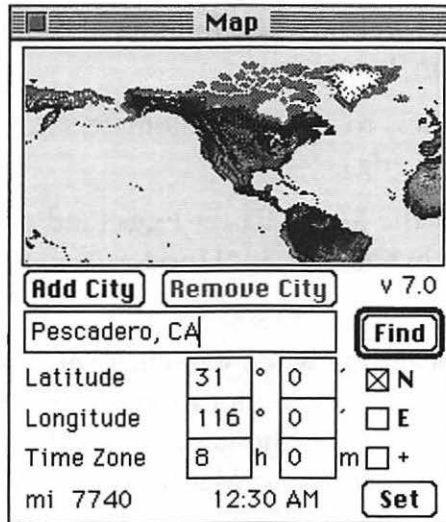 Map
Add City Remove City v 7.0
Pescadero, CA Find
Latitude 31 ° 0 ´ N
Longitude 116 ° 0 ´ E
Time Zone 8 h 0 m +
mi 7740 12:30 AM Set